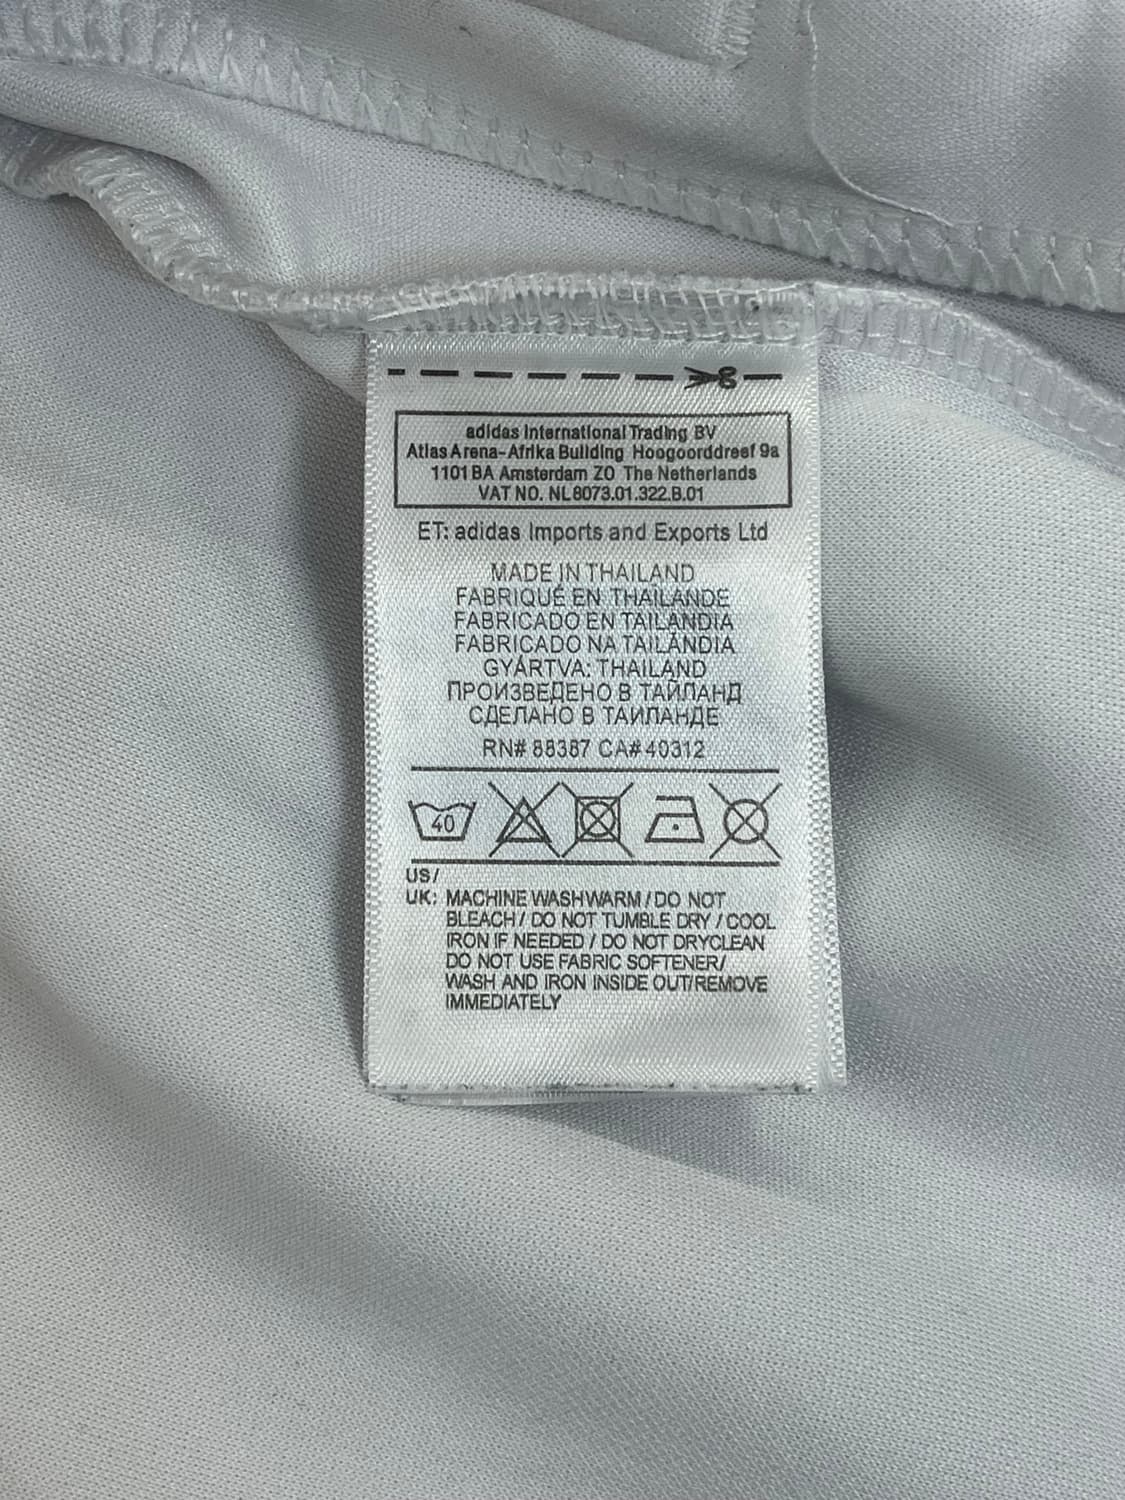 adidas International Trading BV
Atlas Arena-Afrika Building Hoogoorddreef 9a
1101 BA Amsterdam ZO The Netherlands
VAT NO. NL8073.01.322.B.01
ET: adidas Imports and Exports Ltd
MADE IN THAILAND
FABRIQUÉ EN THAÏLANDE
FABRICADO EN TAILANDIA
FABRICADO NA TAILÂNDIA
GYÁRTVA: THAILAND
ПРОИЗВЕДЕНО В ТАЙЛАНД
СДЕЛАНО В ТАИЛАНДЕ
RN# 88387 CA# 40312
40
US/
UK: MACHINE WASH WARM / DO NOT
BLEACH / DO NOT TUMBLE DRY / COOL
IRON IF NEEDED / DO NOT DRYCLEAN
DO NOT USE FABRIC SOFTENER/
WASH AND IRON INSIDE OUT/REMOVE
IMMEDIATELY